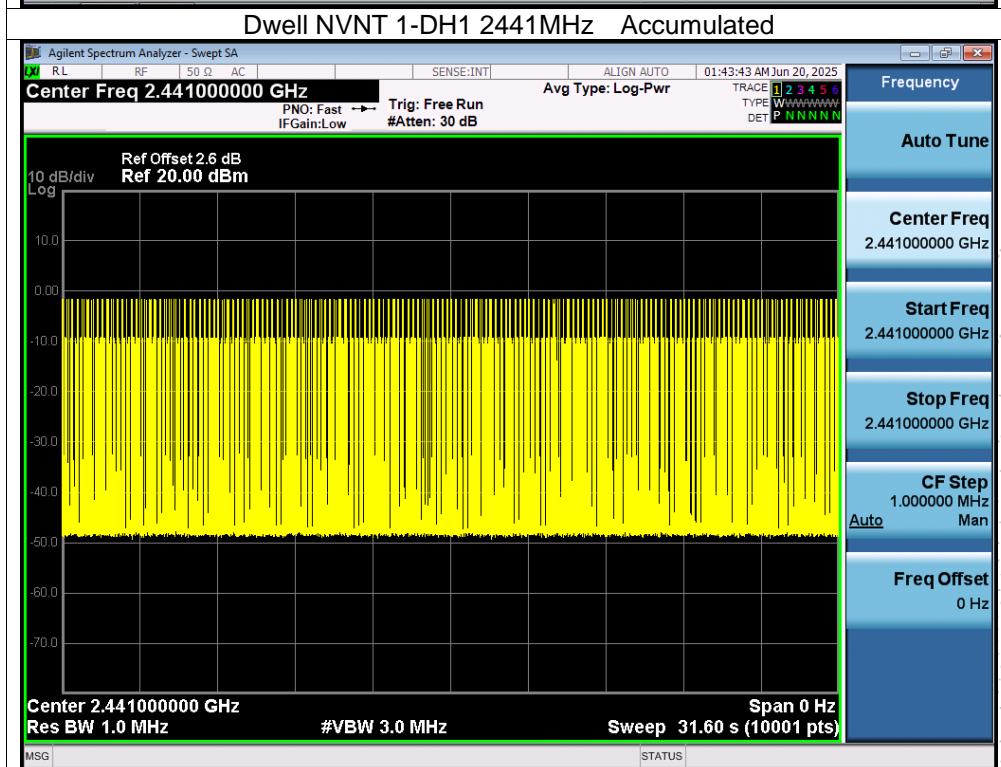 Dwell NVNT 1-DH1 2441MHz Accumulated
Agilent Spectrum Analyzer - Swept SA
LXI RL RF 50 Ω AC SENSE:INT ALIGN AUTO 01:43:43 AM Jun 20, 2025
Center Freq 2.441000000 GHz Avg Type: Log-Pwr TRACE 1 2 3 4 5 6
PNO: Fast Trig: Free Run TYPE WWWWWWW
IFGain:Low #Atten: 30 dB DET P N N N N N
Frequency
Ref Offset 2.6 dB
10 dB/div Ref 20.00 dBm
Log
10.0
0.00
-10.0
-20.0
-30.0
-40.0
-50.0
-60.0
-70.0
Center 2.441000000 GHz Span 0 Hz
Res BW 1.0 MHz #VBW 3.0 MHz Sweep 31.60 s (10001 pts)
Auto Tune
Center Freq
2.441000000 GHz
Start Freq
2.441000000 GHz
Stop Freq
2.441000000 GHz
CF Step
1.000000 MHz
Auto Man
Freq Offset
0 Hz
MSG STATUS